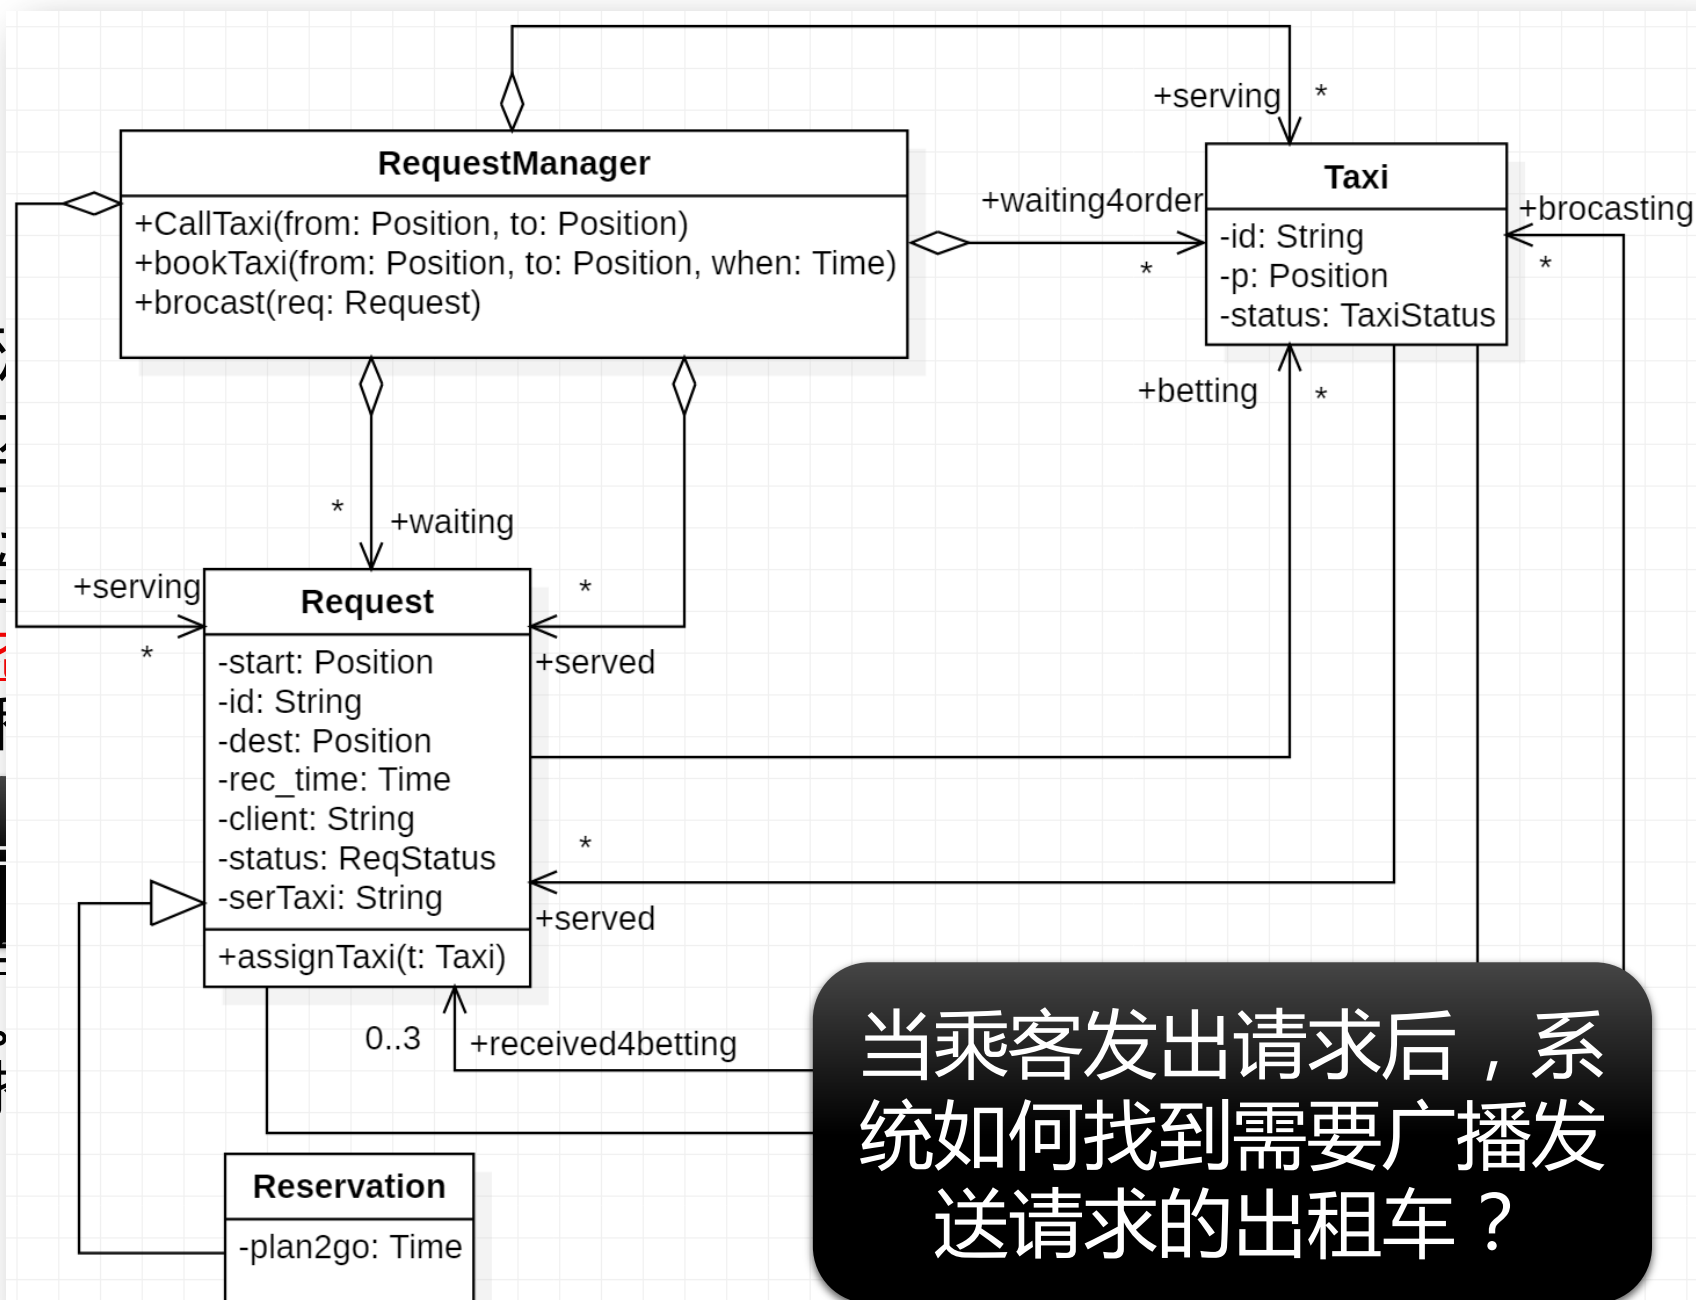 +serving
*
RequestManager
+CallTaxi(from: Position, to: Position)
+bookTaxi(from: Position, to: Position, when: Time)
+brocast(req: Request)
+waiting4order
*
Taxi
-id: String
-p: Position
-status: TaxiStatus
+brocasting
*
+betting
*
*
+waiting
+serving
*
*
+served
Request
-start: Position
-id: String
-dest: Position
-rec_time: Time
-client: String
-status: ReqStatus
-serTaxi: String
+assignTaxi(t: Taxi)
*
+served
0..3
+received4betting
Reservation
-plan2go: Time
当乘客发出请求后，系
统如何找到需要广播发
送请求的出租车？